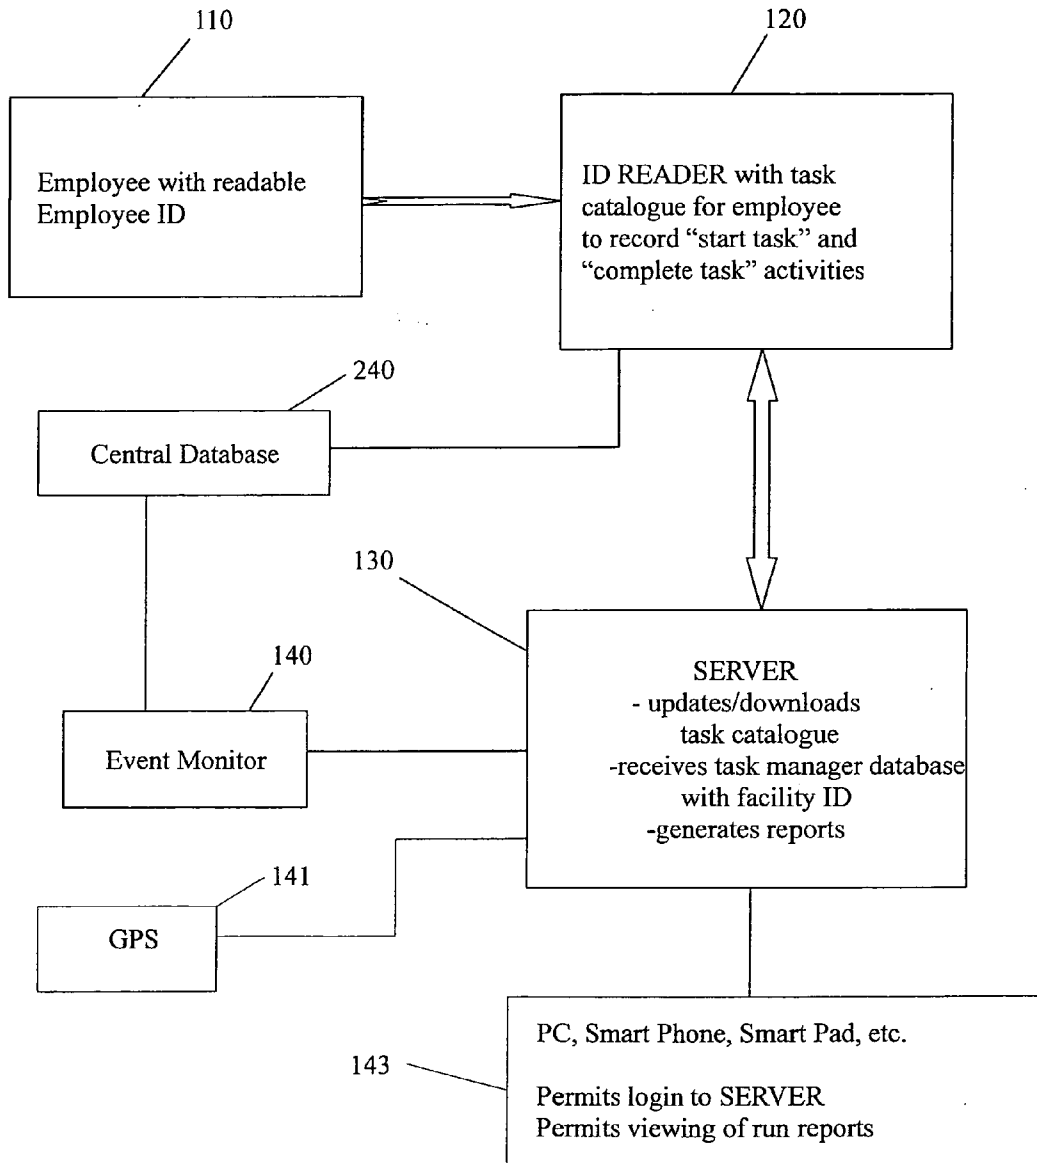 110
120
Employee with readable
Employee ID
ID READER with task
catalogue for employee
to record “start task” and
“complete task” activities
240
Central Database
130
140
Event Monitor
SERVER
- updates/downloads
task catalogue
-receives task manager database
with facility ID
-generates reports
141
GPS
143
PC, Smart Phone, Smart Pad, etc.
Permits login to SERVER
Permits viewing of run reports